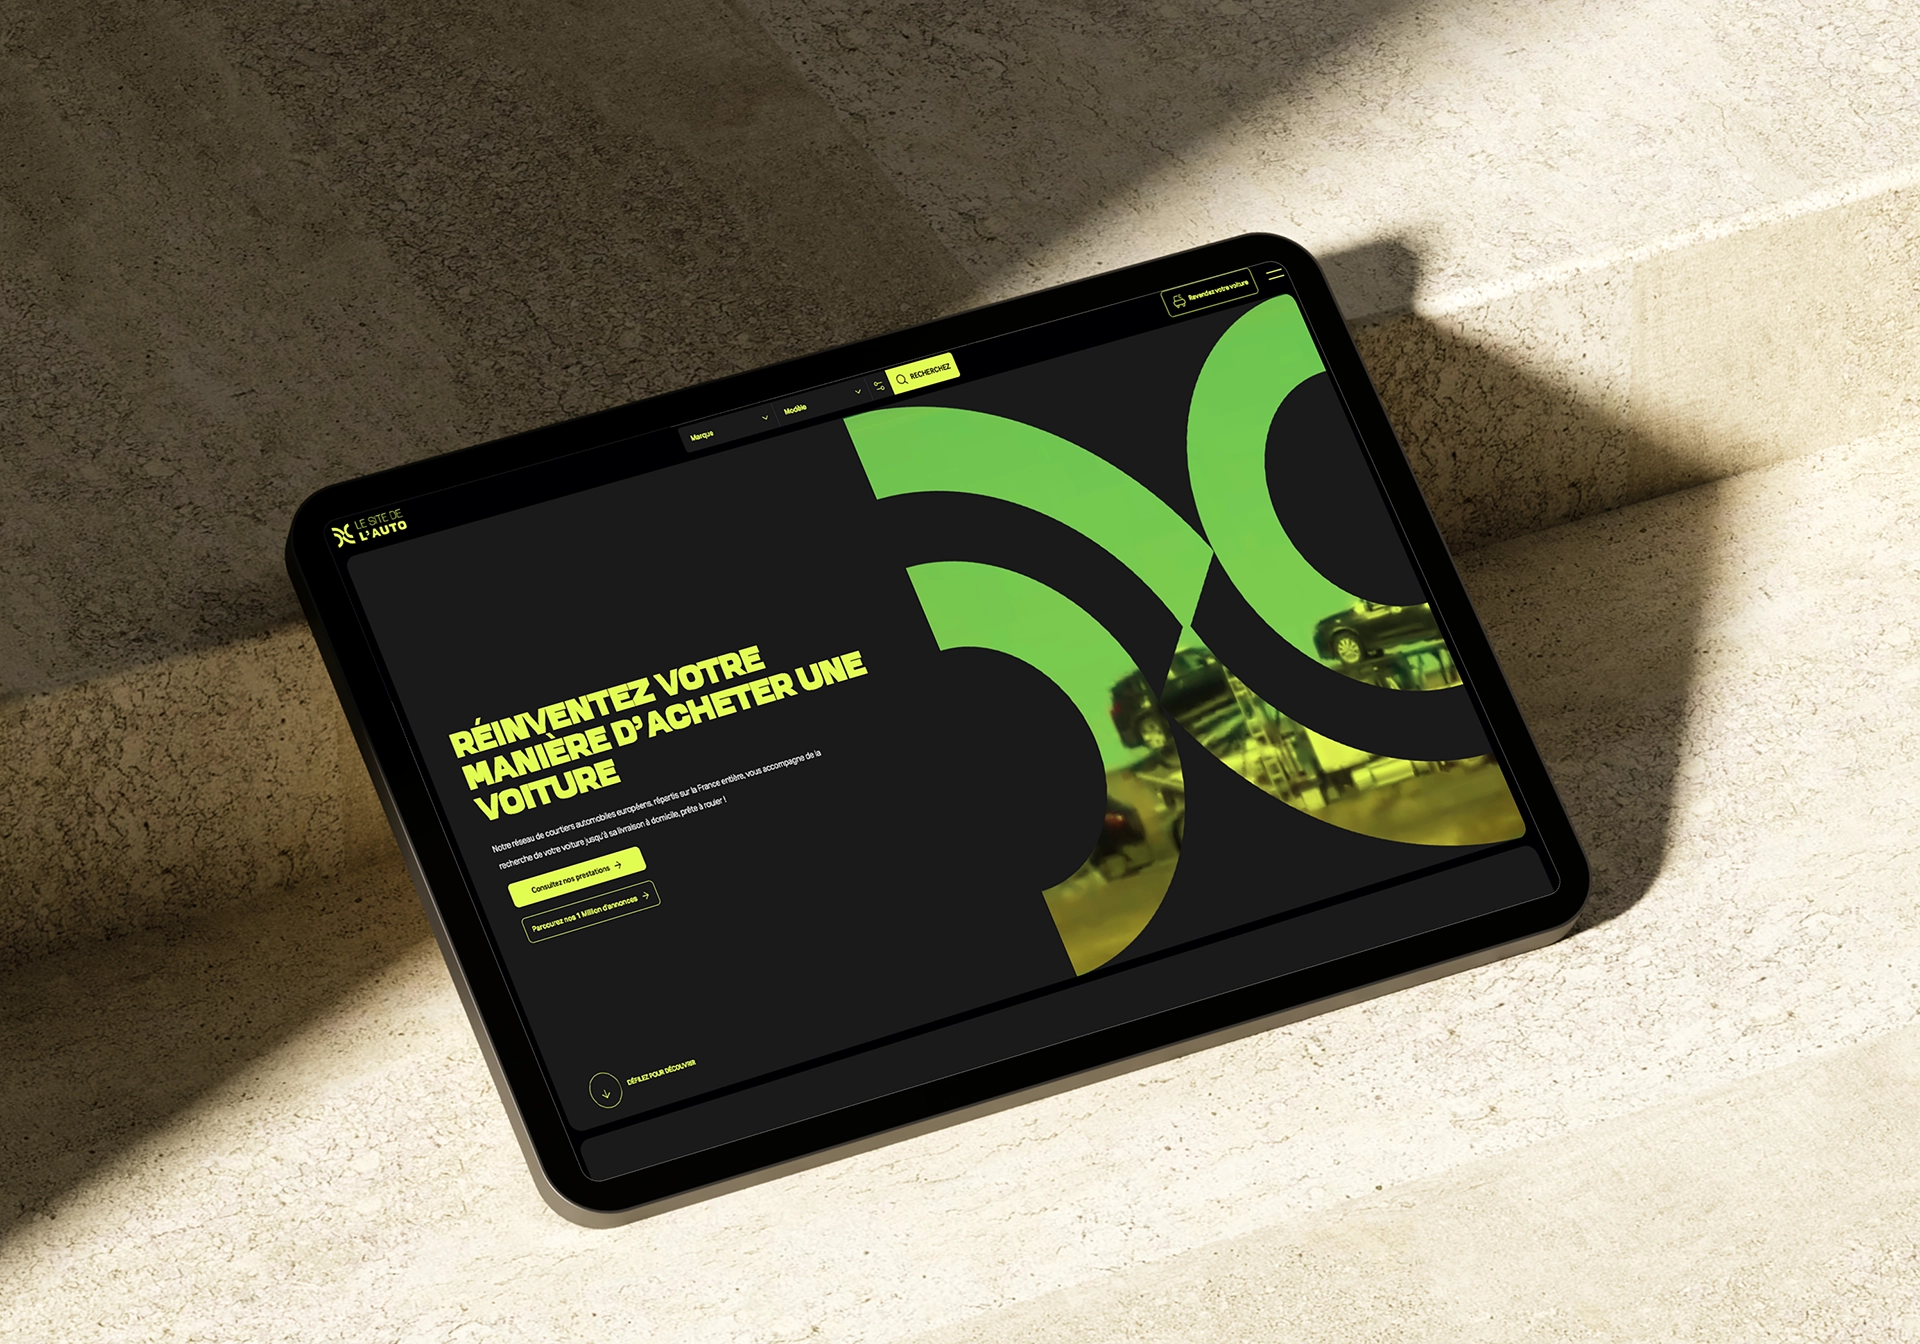 LE SITE DE
L'AUTO
Marque
Modèle
RECHERCHEZ
Revendez votre voiture
RÉINVENTEZ VOTRE
MANIÈRE D'ACHETER UNE
VOITURE
Notre réseau de courtiers automobiles européens, répartis sur la France entière, vous accompagne de la
recherche de votre voiture jusqu'à sa livraison à domicile, prête à rouler !
Consultez nos prestations
Parcourez nos 1 Million d'annonces
DÉFILEZ POUR DÉCOUVRIR